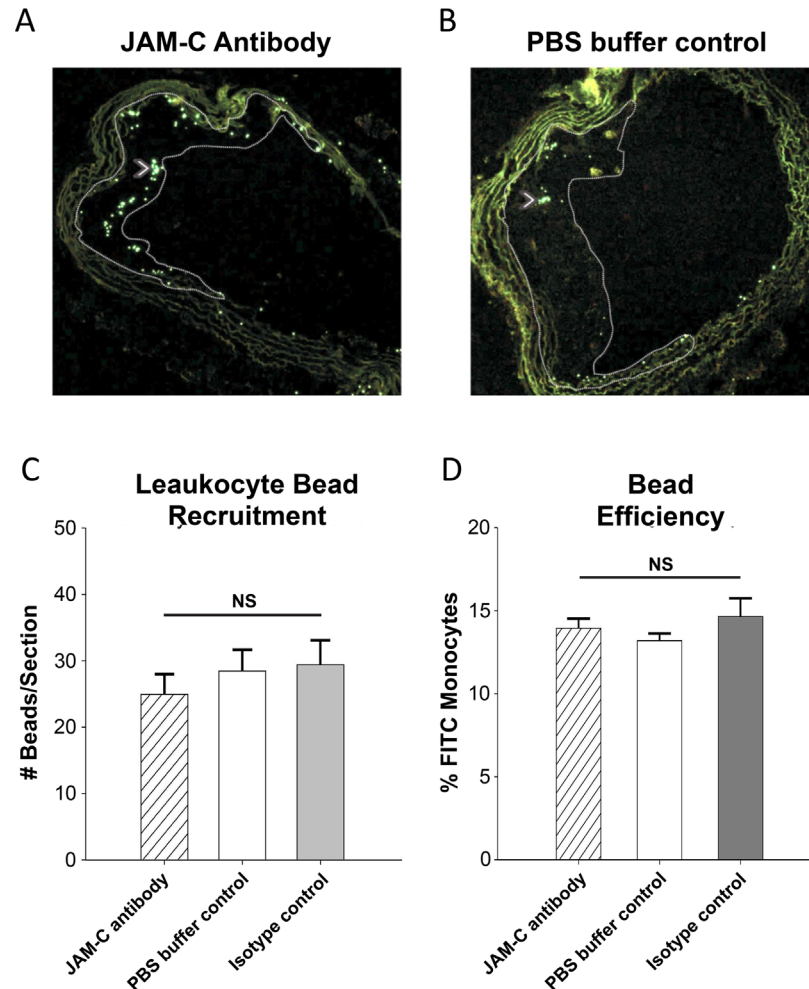 A
JAM-C Antibody
B
PBS buffer control
C
Leaukocyte Bead
Recruitment
# Beads/Section
50
40
30
20
10
0
NS
JAM-C antibody
PBS buffer control
Isotype control
D
Bead
Efficiency
% FITC Monocytes
20
15
10
5
0
NS
JAM-C antibody
PBS buffer control
Isotype control